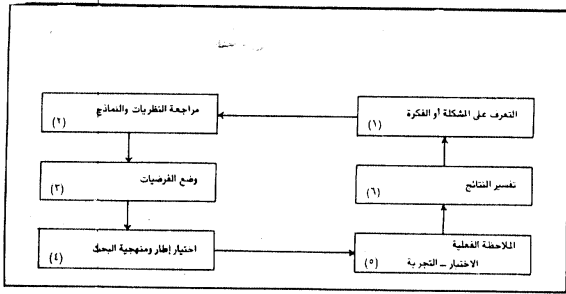 التعرف على المشكلة أو الفكرة
(١)
مراجعة النظريات والنماذج
(٢)
وضع الفرضيات
(٣)
اختيار إطار ومنهجية البحث
(٤)
الملاحظة الفعلية
الاختبار ــ التجربة
(٥)
تفسير النتائج
(٦)